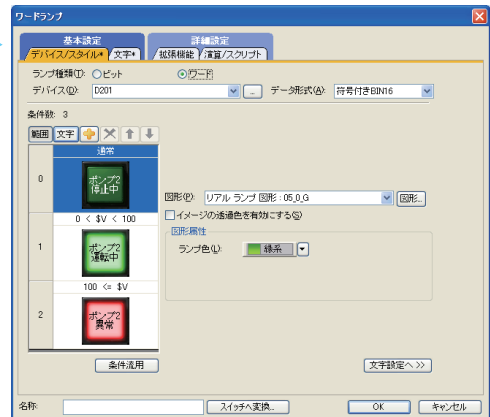 ワードランプ
基本設定
詳細設定
デバイス/スタイル*
文字*
拡張機能
演算/スクリプト
ランプ種類(T):
ビット
ワード
デバイス(D):
D201
...
データ形式(A):
符号付きBIN16
条件数: 3
範囲
文字
通常
0
ポンプ2
停止中
0 < $V < 100
1
ポンプ2
運転中
100 <= $V
2
ポンプ2
異常
図形(P):
リアル ランプ 図形 : 05_0_G
図形...
イメージの透過色を有効にする(S)
図形属性
ランプ色(L):
緑系
条件流用
文字設定へ >>
名称:
スイッチへ変換...
OK
キャンセル